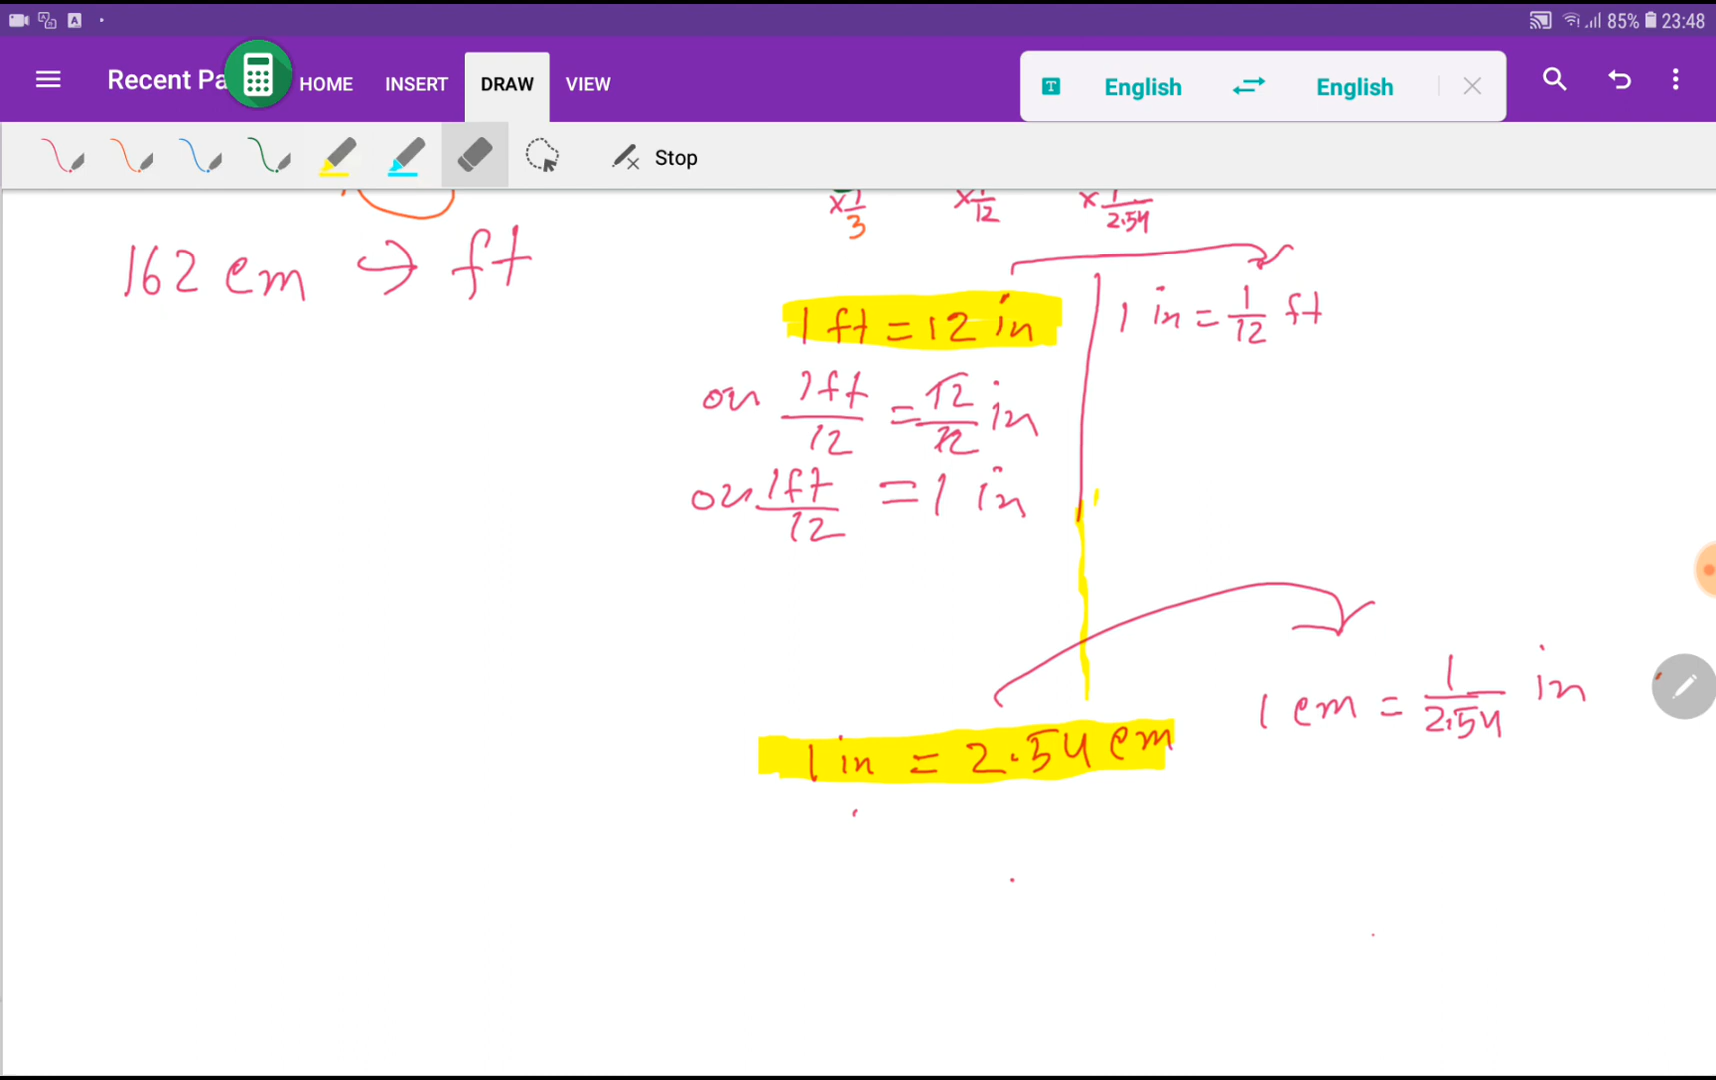 85% 23:48
Recent Pa HOME INSERT DRAW VIEW
English English
Stop
×1/3 ×1/12 ×1/2.54
162 cm → ft
1 ft = 12 in
1 in = 1/12 ft
or 1ft/12 = 12/12 in
or 1ft/12 = 1 in
1 cm = 1/2.54 in
1 in = 2.54 cm